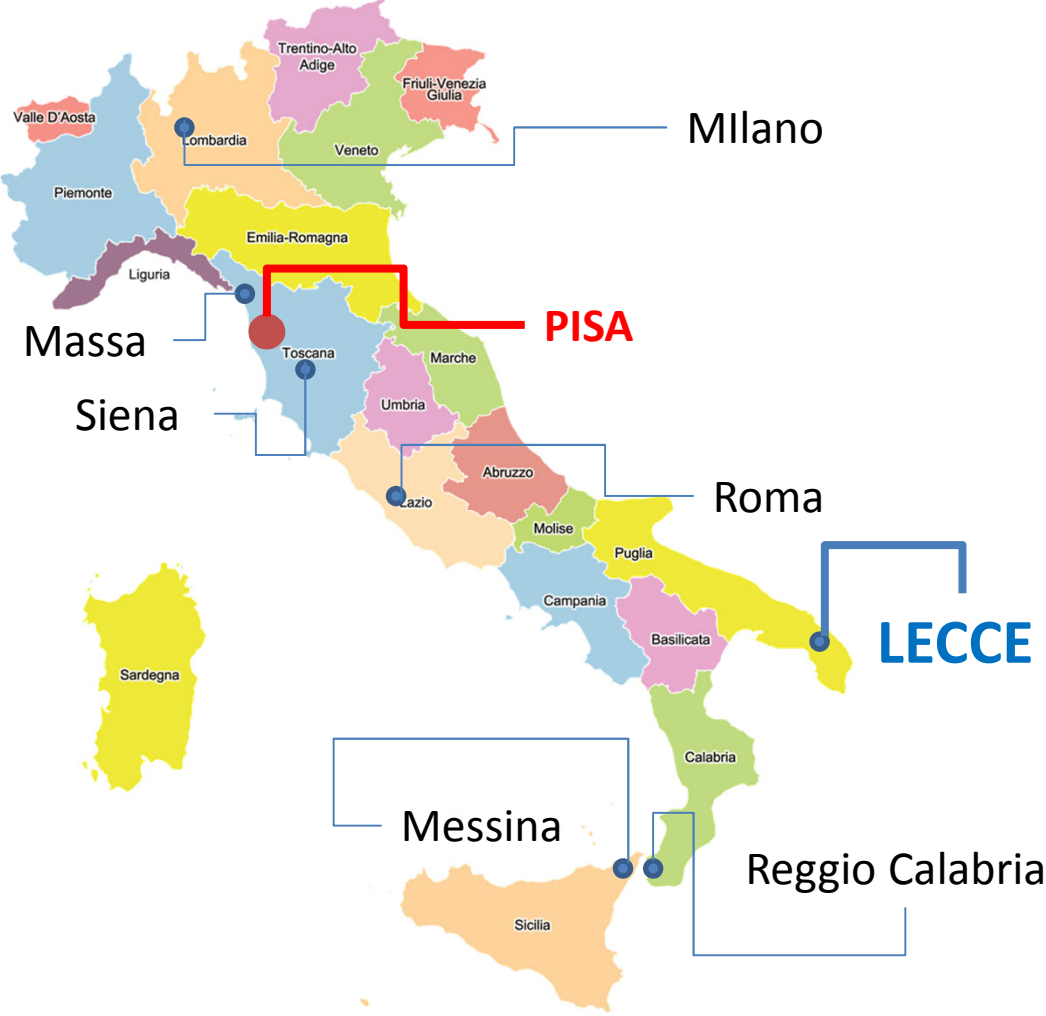 Trentino-Alto
Adige
Friuli-Venezia
Giulia
Valle D'Aosta
Lombardia
MIlano
Veneto
Piemonte
Emilia-Romagna
Liguria
Massa
PISA
Toscana
Marche
Siena
Umbria
Abruzzo
Roma
Lazio
Molise
Puglia
Campania
LECCE
Basilicata
Sardegna
Calabria
Messina
Reggio Calabria
Sicilia